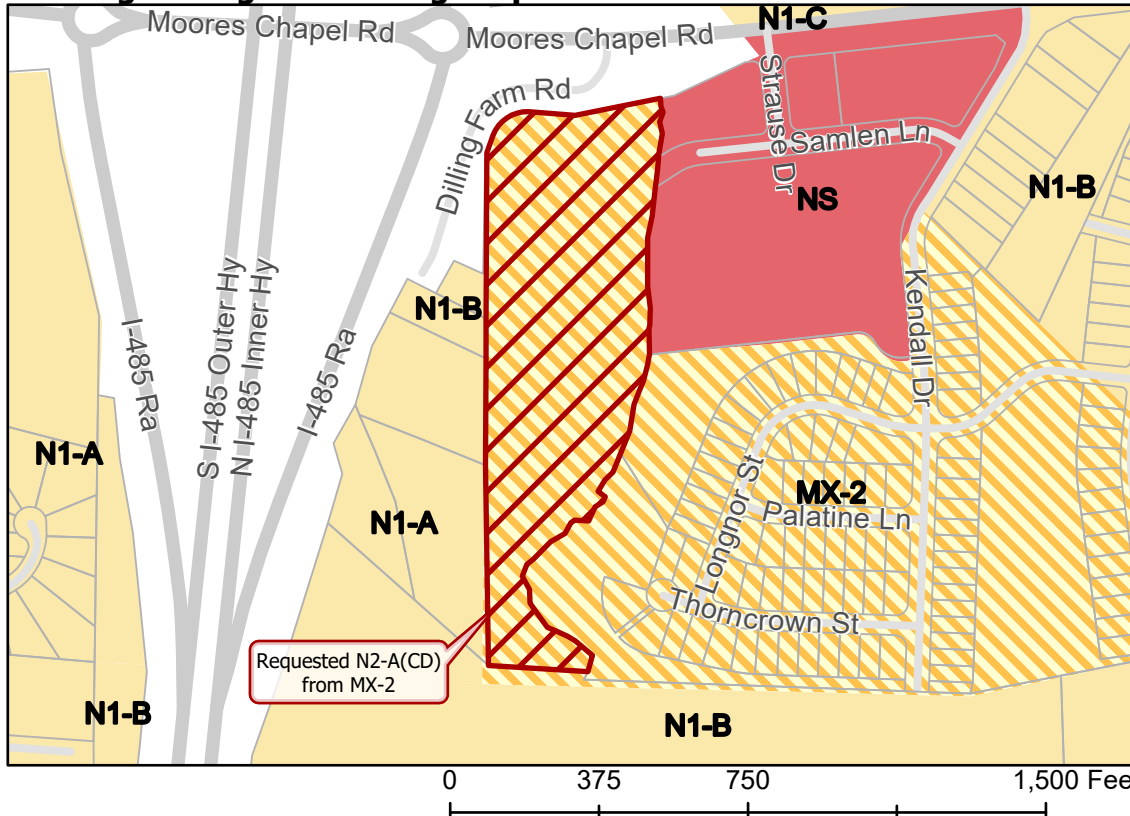 Moores Chapel Rd
Moores Chapel Rd
N1-C
Dilling Farm Rd
Strause Dr
Samlen Ln
NS
N1-B
N1-B
Kendall Dr
I-485 Ra
S I-485 Outer Hy
N I-485 Inner Hy
I-485 Ra
N1-A
N1-A
MX-2
Longnor St
Palatine Ln
Thorncrown St
Requested N2-A(CD)
from MX-2
N1-B
N1-B
0 375 750 1,500 Fee